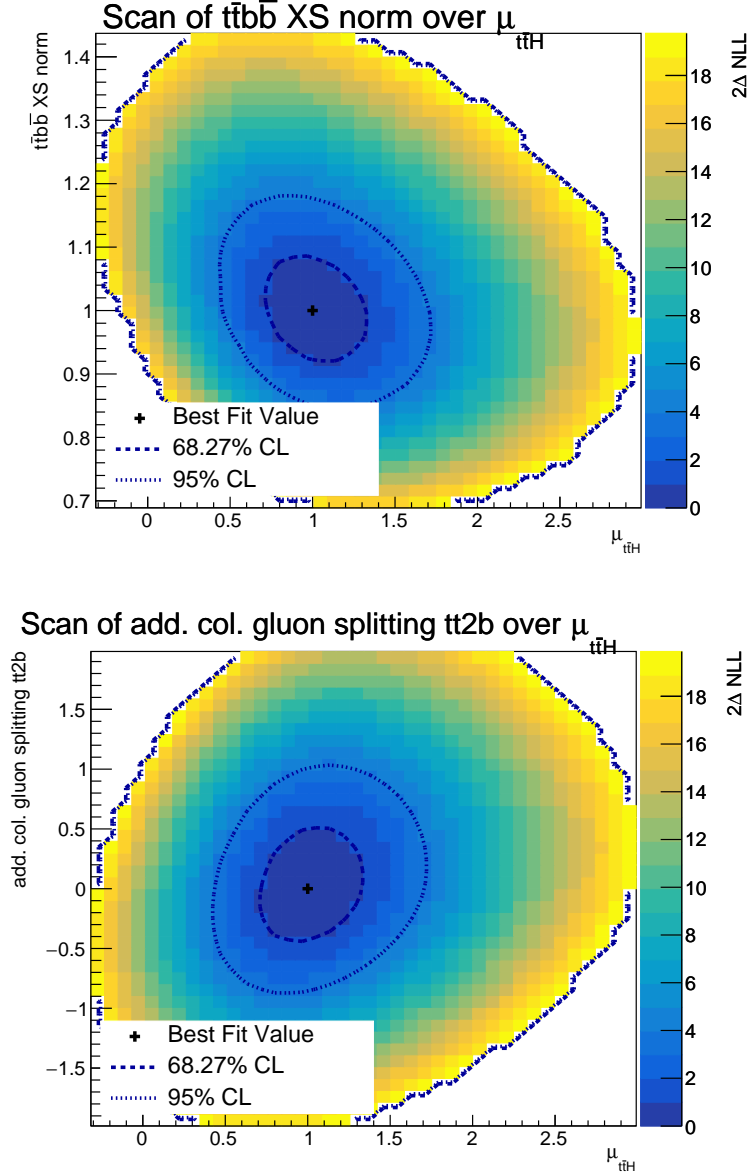 Scan of tt̄bb̄ XS norm over μ_tt̄H
tt̄bb̄ XS norm
1.4
1.3
1.2
1.1
1
0.9
0.8
0.7
Best Fit Value
68.27% CL
95% CL
0 0.5 1 1.5 2 2.5
μ_tt̄H
18
16
14
12
10
8
6
4
2
0
2Δ NLL
Scan of add. col. gluon splitting tt2b over μ_tt̄H
add. col. gluon splitting tt2b
1.5
1
0.5
0
−0.5
−1
−1.5
Best Fit Value
68.27% CL
95% CL
0 0.5 1 1.5 2 2.5
μ_tt̄H
18
16
14
12
10
8
6
4
2
0
2Δ NLL